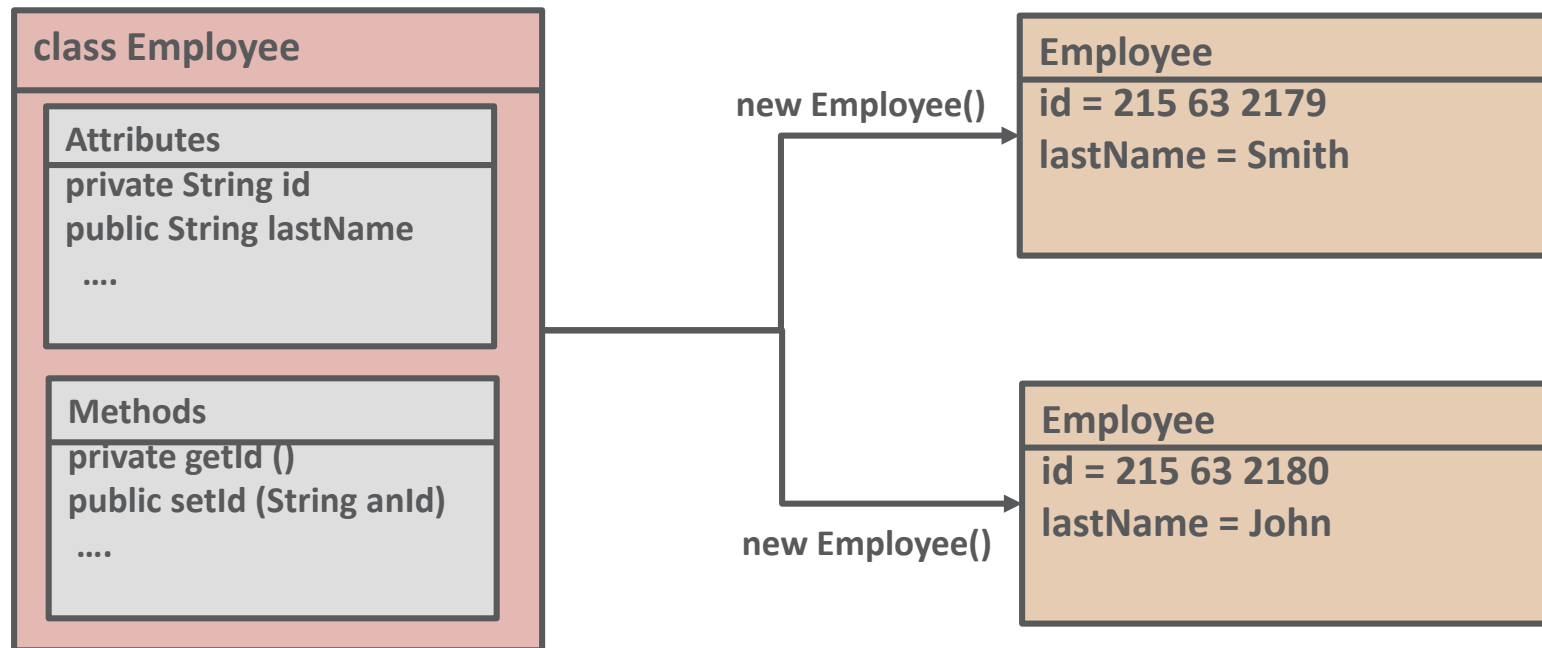 class Employee
Attributes
private String id
public String lastName
....
Methods
private getId ()
public setId (String anId)
....
new Employee()
Employee
id = 215 63 2179
lastName = Smith
new Employee()
Employee
id = 215 63 2180
lastName = John